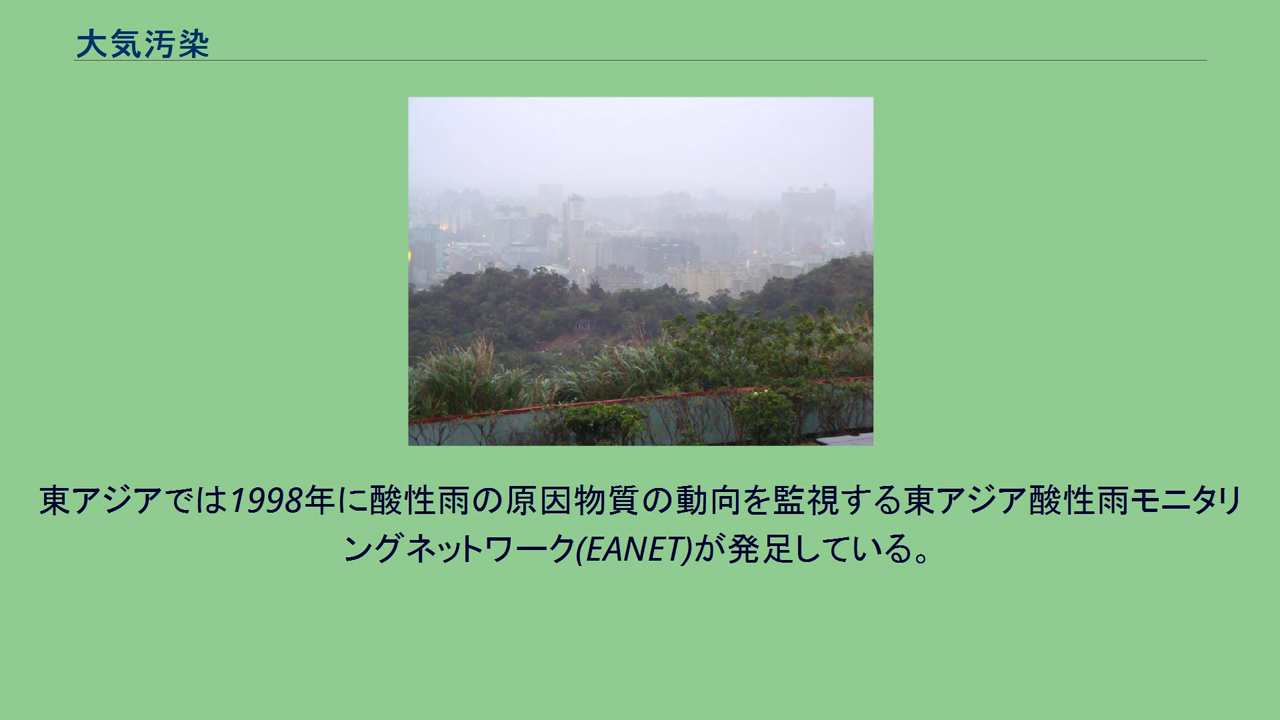 大気汚染
東アジアでは1998年に酸性雨の原因物質の動向を監視する東アジア酸性雨モニタリ
ングネットワーク(EANET)が発足している。